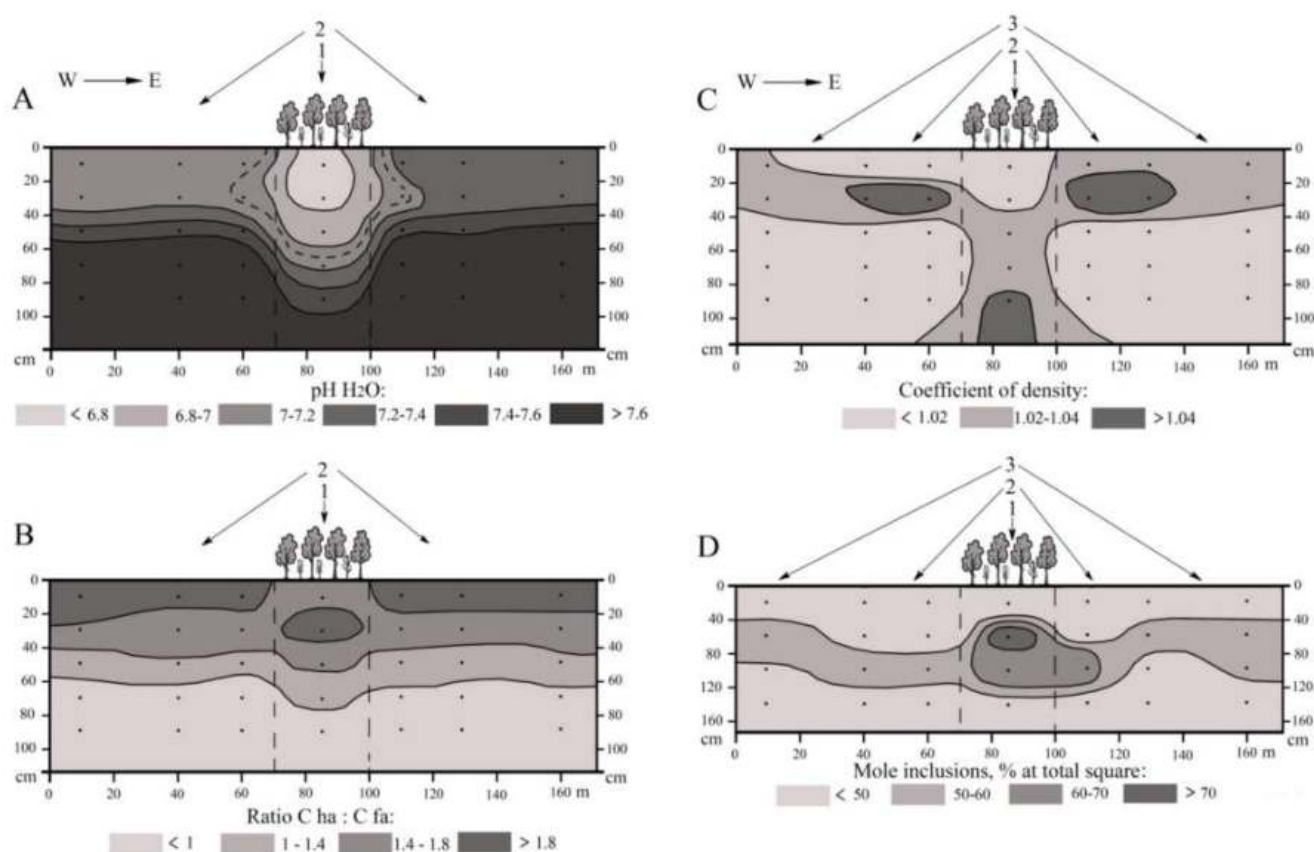 2
1
W E
A
0 0
20 20
40 40
60 60
80 80
100 100
cm cm
0 20 40 60 80 100 120 140 160 m
pH H2O:
< 6.8 6.8-7 7-7.2 7.2-7.4 7.4-7.6 > 7.6
2
1
B
0 0
20 20
40 40
60 60
80 80
100 100
cm cm
0 20 40 60 80 100 120 140 160 m
Ratio C ha : C fa:
< 1 1 - 1.4 1.4 - 1.8 > 1.8
3
2
1
W E
C
0 0
20 20
40 40
60 60
80 80
100 100
cm cm
0 20 40 60 80 100 120 140 160 m
Coefficient of density:
< 1.02 1.02-1.04 >1.04
3
2
1
D
0 0
40 40
80 80
120 120
160 160
cm cm
0 20 40 60 80 100 120 140 160 m
Mole inclusions, % at total square:
< 50 50-60 60-70 > 70